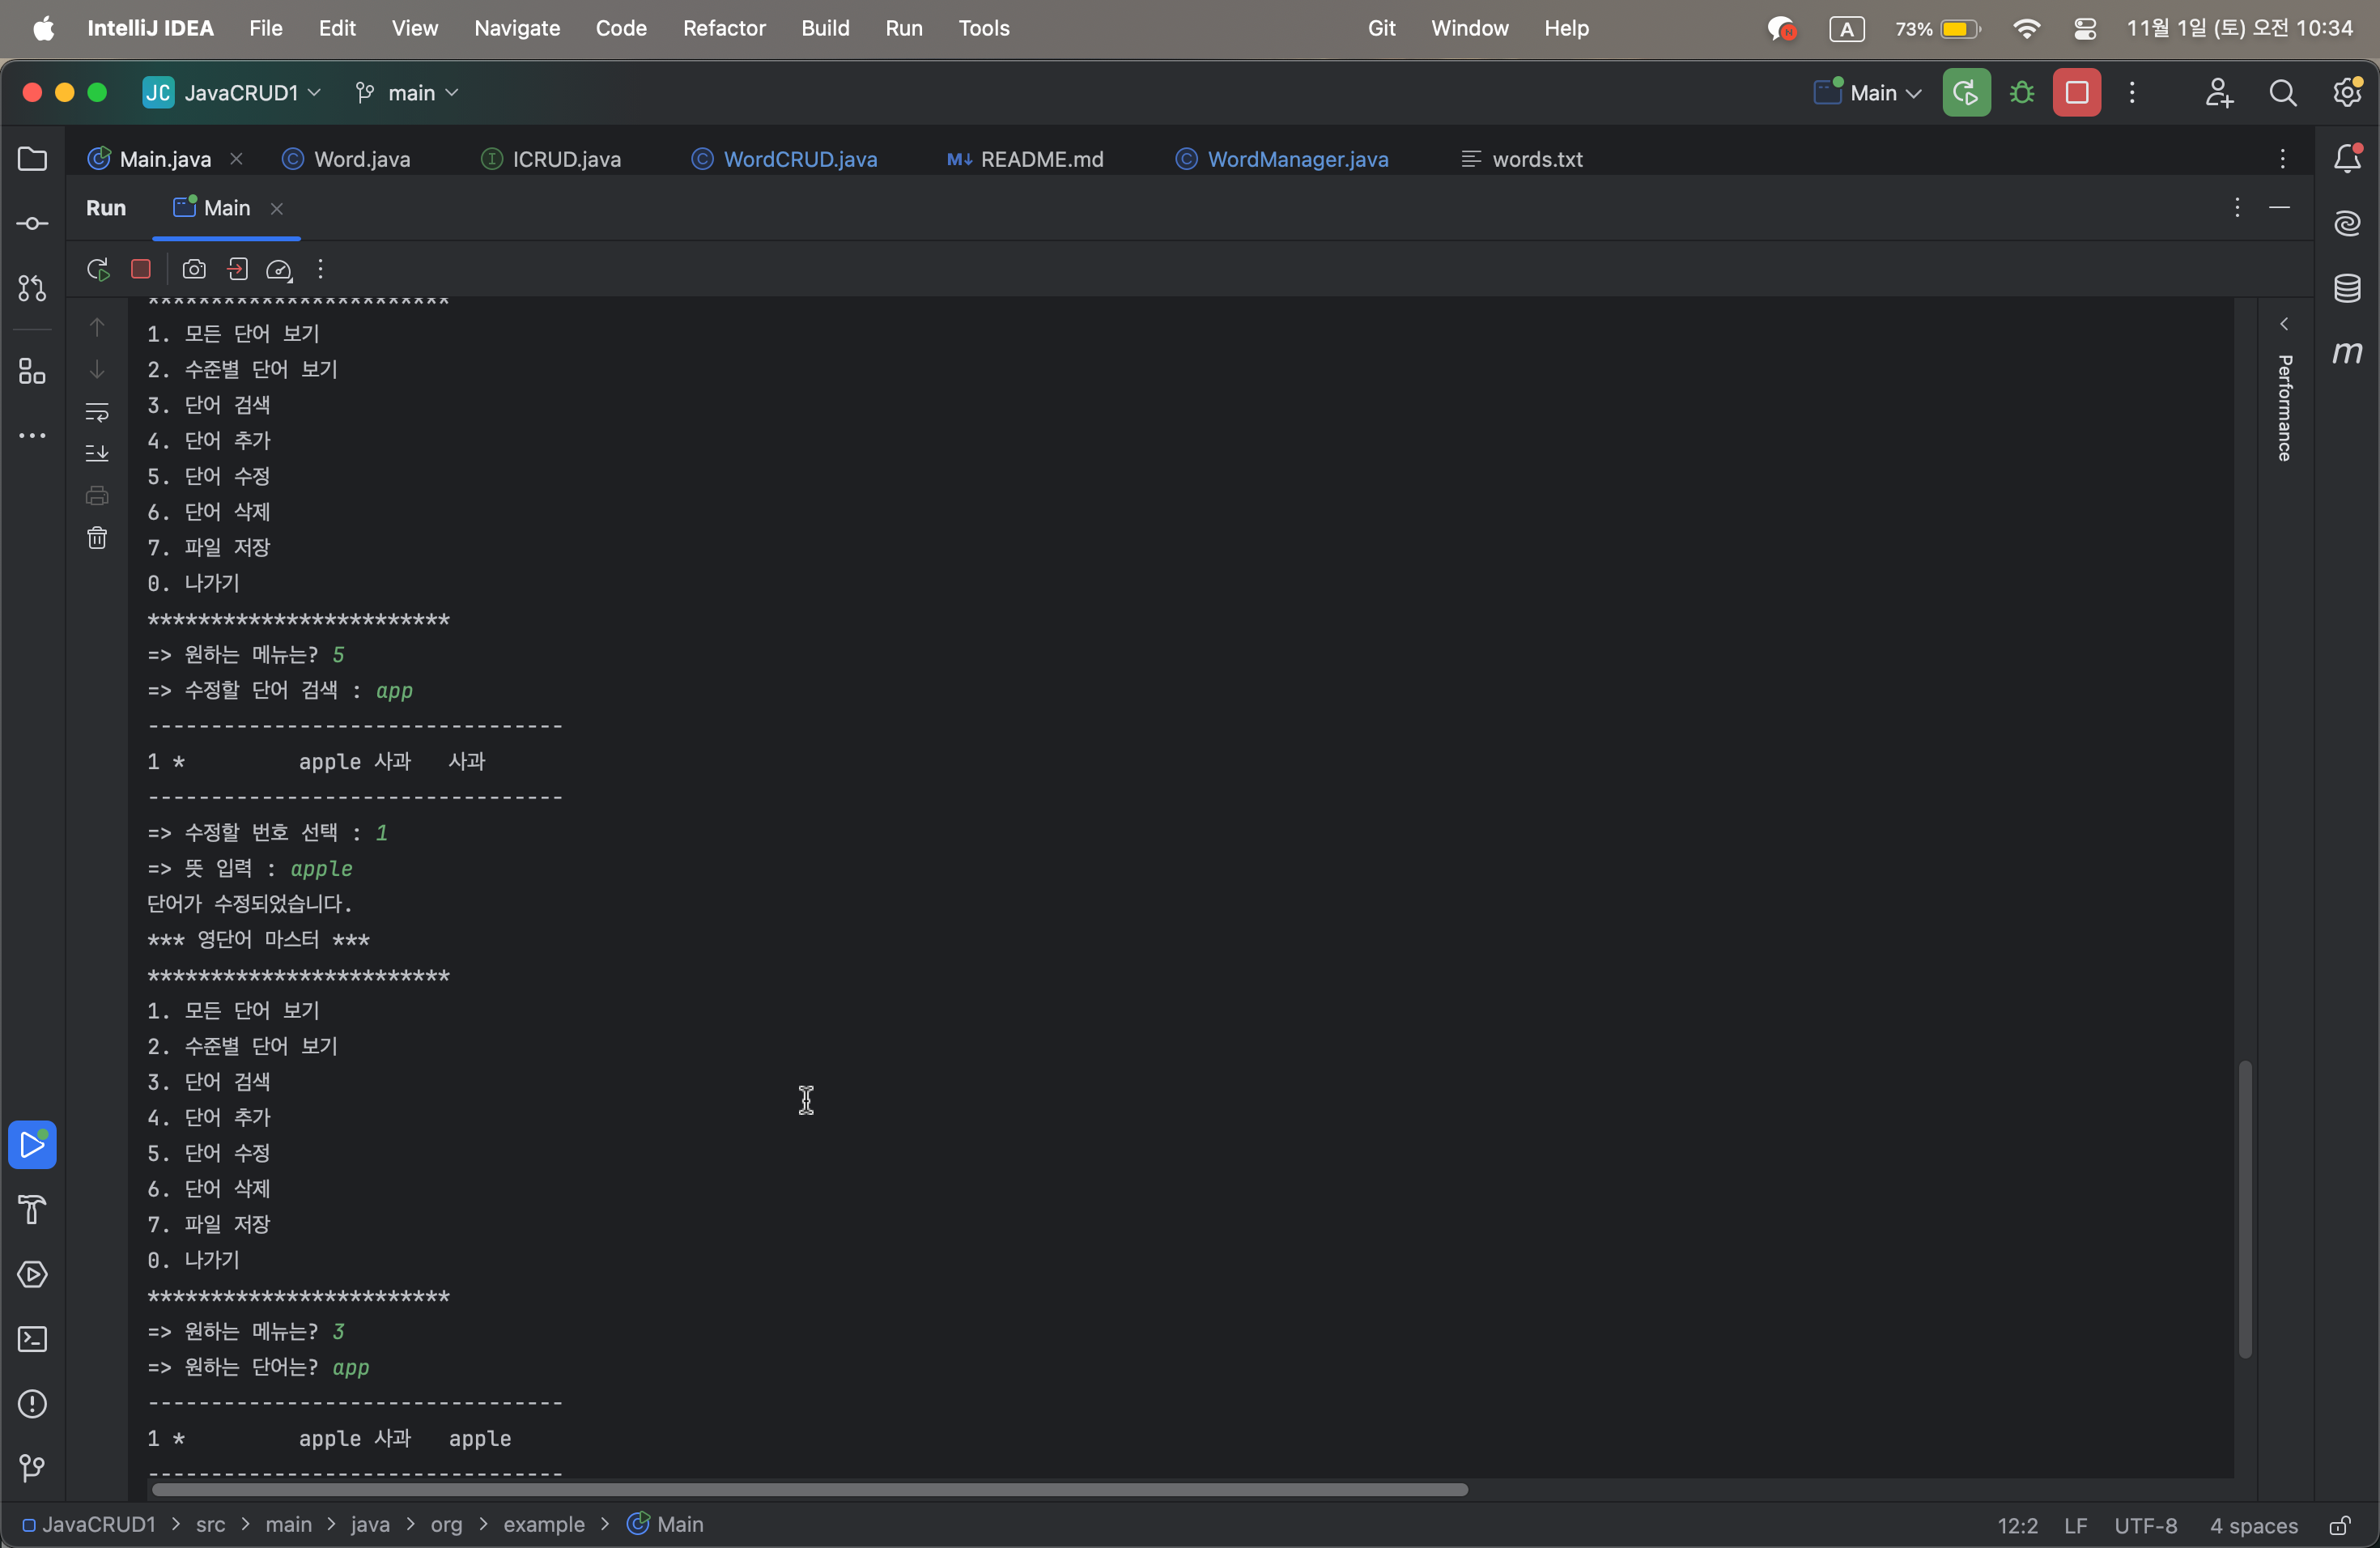 IntelliJ IDEA File Edit View Navigate Code Refactor Build Run Tools Git Window Help N A 73% 11월 1일 (토) 오전 10:34
JC JavaCRUD1 main Main
Main.java Word.java ICRUD.java WordCRUD.java M↓ README.md WordManager.java words.txt
Run Main
************************
1. 모든 단어 보기
2. 수준별 단어 보기
3. 단어 검색
4. 단어 추가
5. 단어 수정
6. 단어 삭제
7. 파일 저장
0. 나가기
************************
=> 원하는 메뉴는? 5
=> 수정할 단어 검색 : app
---------------------------------
1 * apple 사과 사과
---------------------------------
=> 수정할 번호 선택 : 1
=> 뜻 입력 : apple
단어가 수정되었습니다.
*** 영단어 마스터 ***
************************
1. 모든 단어 보기
2. 수준별 단어 보기
3. 단어 검색
4. 단어 추가
5. 단어 수정
6. 단어 삭제
7. 파일 저장
0. 나가기
************************
=> 원하는 메뉴는? 3
=> 원하는 단어는? app
---------------------------------
1 * apple 사과 apple
---------------------------------
Performance
m
JavaCRUD1 > src > main > java > org > example > Main 12:2 LF UTF-8 4 spaces